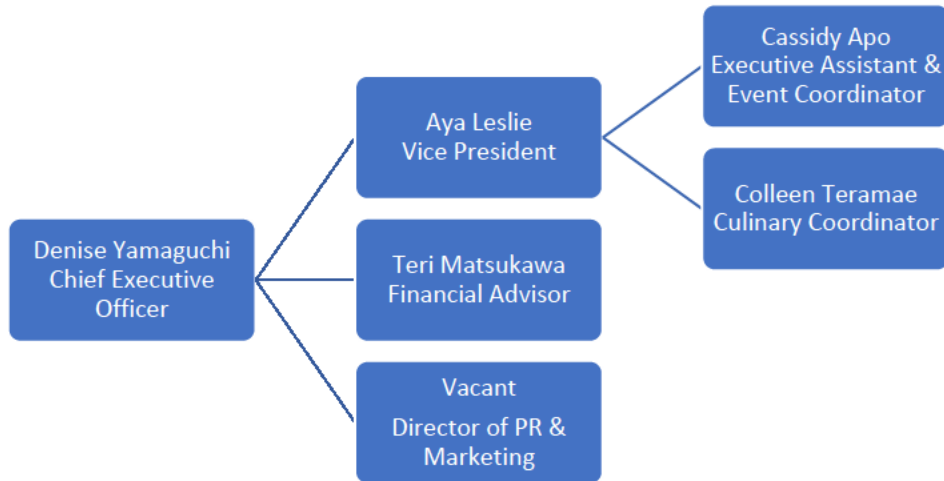 Denise Yamaguchi
Chief Executive
Officer
Aya Leslie
Vice President
Teri Matsukawa
Financial Advisor
Vacant
Director of PR &
Marketing
Cassidy Apo
Executive Assistant &
Event Coordinator
Colleen Teramae
Culinary Coordinator